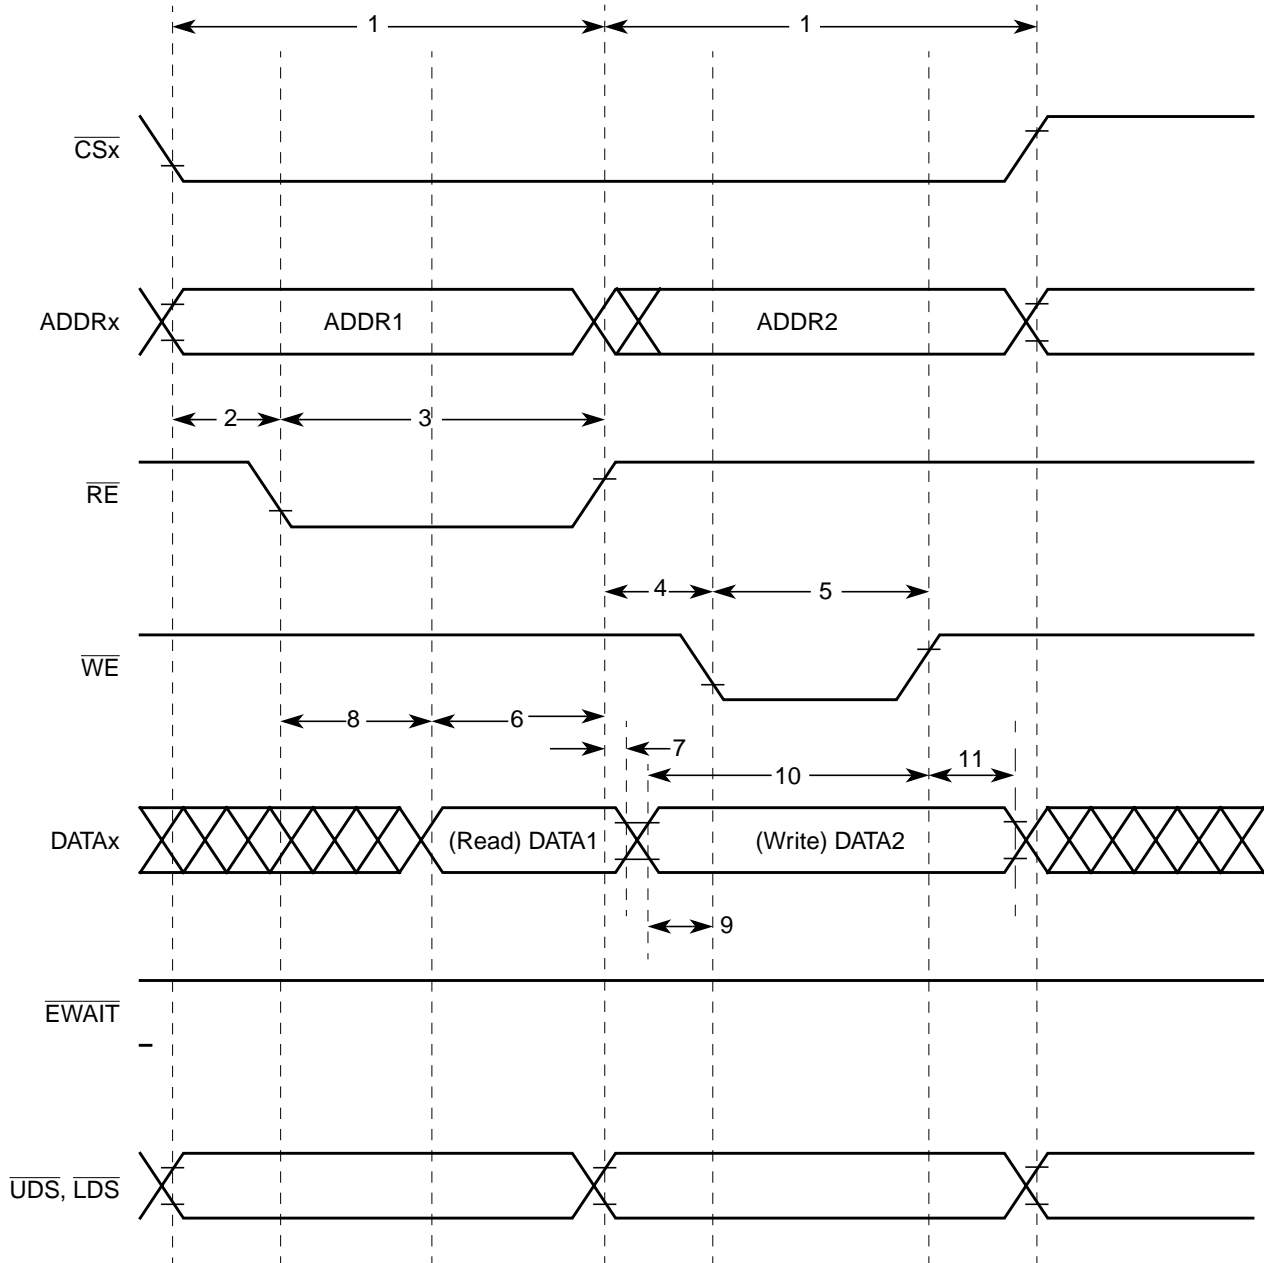 1 1
CSx
ADDRx ADDR1 ADDR2
2 3
RE
4 5
WE
8 6
7
10 11
DATAx (Read) DATA1 (Write) DATA2
9
EWAIT
UDS, LDS